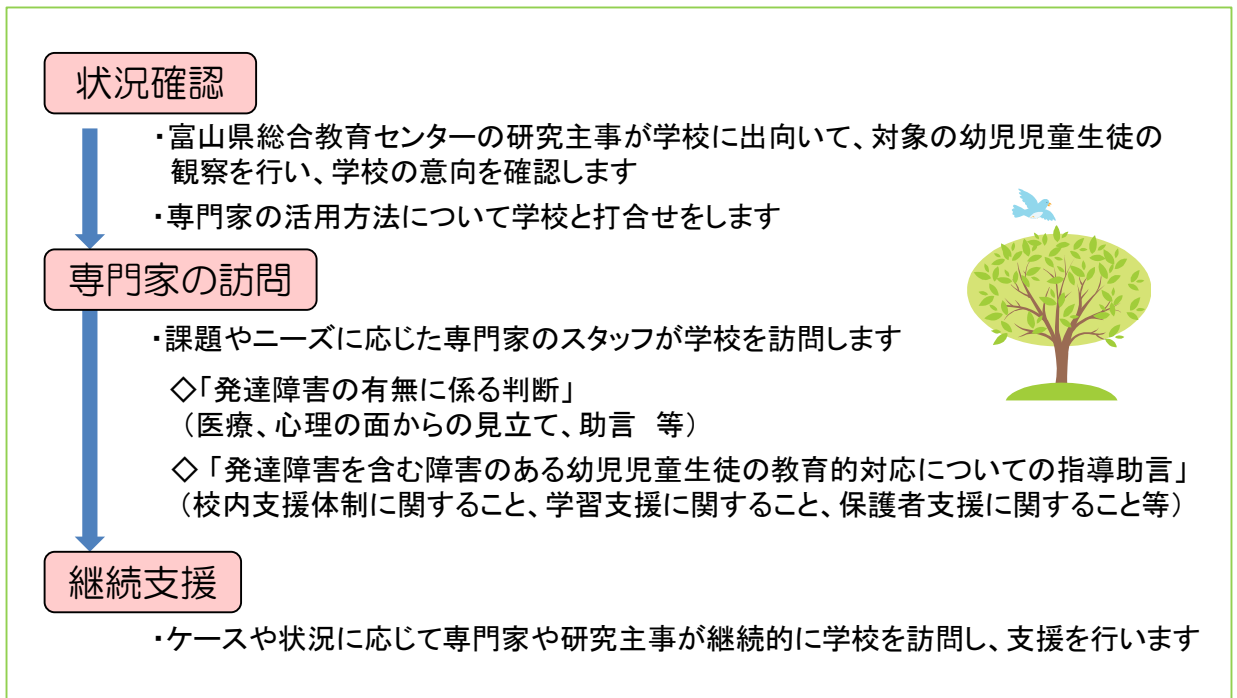 状況確認
・富山県総合教育センターの研究主事が学校に出向いて、対象の幼児児童生徒の
観察を行い、学校の意向を確認します
・専門家の活用方法について学校と打合せをします
専門家の訪問
・課題やニーズに応じた専門家のスタッフが学校を訪問します
◇「発達障害の有無に係る判断」
（医療、心理の面からの見立て、助言　等）
◇「発達障害を含む障害のある幼児児童生徒の教育的対応についての指導助言」
（校内支援体制に関すること、学習支援に関すること、保護者支援に関すること等）
継続支援
・ケースや状況に応じて専門家や研究主事が継続的に学校を訪問し、支援を行います